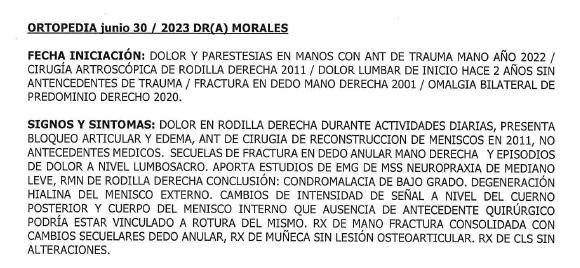 ORTOPEDIA junio 30 / 2023 DR(A) MORALES
FECHA INICIACIÓN: DOLOR Y PARESTESIAS EN MANOS CON ANT DE TRAUMA MANO AÑO 2022 /
CIRUGÍA ARTROSCÓPICA DE RODILLA DERECHA 2011 / DOLOR LUMBAR DE INICIO HACE 2 AÑOS SIN
ANTENCEDENTES DE TRAUMA / FRACTURA EN DEDO MANO DERECHA 2001 / OMALGIA BILATERAL DE
PREDOMINIO DERECHO 2020.
SIGNOS Y SINTOMAS: DOLOR EN RODILLA DERECHA DURANTE ACTIVIDADES DIARIAS, PRESENTA
BLOQUEO ARTICULAR Y EDEMA, ANT DE CIRUGIA DE RECONSTRUCCION DE MENISCOS EN 2011, NO
ANTECEDENTES MEDICOS. SECUELAS DE FRACTURA EN DEDO ANULAR MANO DERECHA Y EPISODIOS
DE DOLOR A NIVEL LUMBOSACRO. APORTA ESTUDIOS DE EMG DE MSS NEUROPRAXIA DE MEDIANO
LEVE, RMN DE RODILLA DERECHA CONCLUSIÓN: CONDROMALACIA DE BAJO GRADO. DEGENERACIÓN
HIALINA DEL MENISCO EXTERNO. CAMBIOS DE INTENSIDAD DE SEÑAL A NIVEL DEL CUERNO
POSTERIOR Y CUERPO DEL MENISCO INTERNO QUE AUSENCIA DE ANTECEDENTE QUIRÚRGICO
PODRÍA ESTAR VINCULADO A ROTURA DEL MISMO. RX DE MANO FRACTURA CONSOLIDADA CON
CAMBIOS SECUELARES DEDO ANULAR, RX DE MUÑECA SIN LESIÓN OSTEOARTICULAR. RX DE CLS SIN
ALTERACIONES.